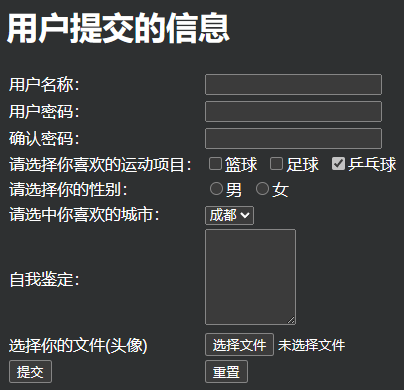 用户提交的信息
用户名称:
用户密码:
确认密码:
请选择你喜欢的运动项目: 篮球 足球 乒乓球
请选择你的性别: 男 女
请选中你喜欢的城市: 成都
自我鉴定:
选择你的文件(头像) 选择文件 未选择文件
提交 重置